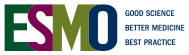 ESMO
GOOD SCIENCE
BETTER MEDICINE
BEST PRACTICE